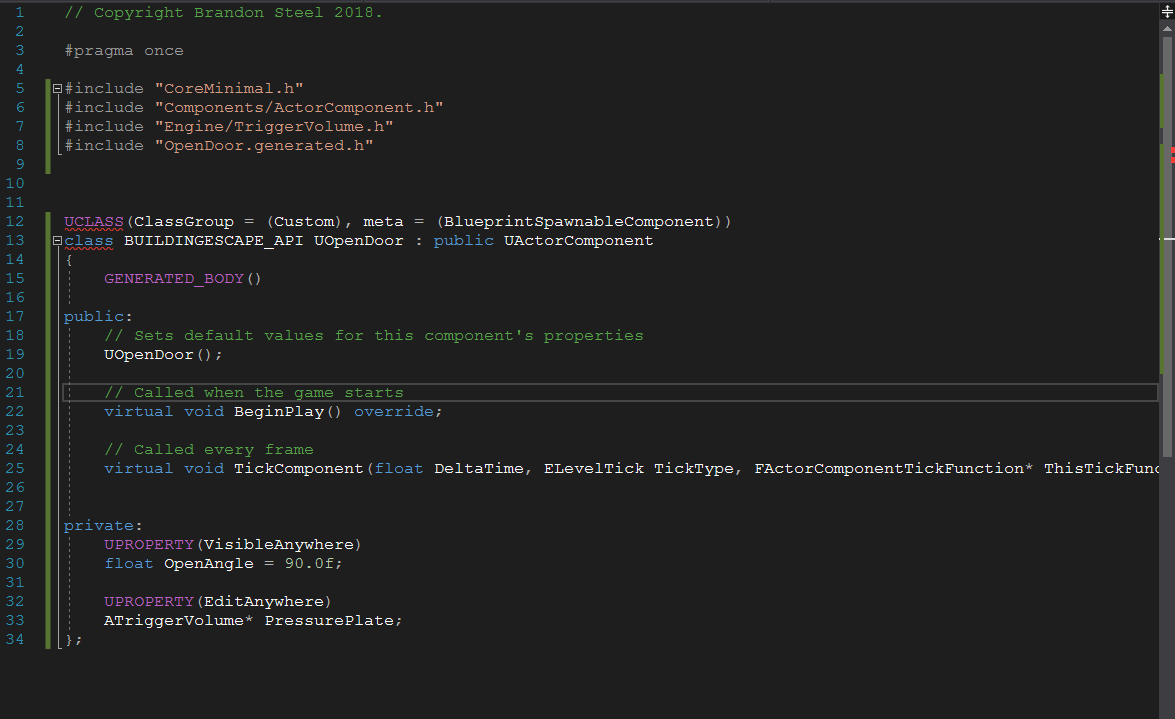 1 // Copyright Brandon Steel 2018.
2
3 #pragma once
4
5 #include "CoreMinimal.h"
6 #include "Components/ActorComponent.h"
7 #include "Engine/TriggerVolume.h"
8 #include "OpenDoor.generated.h"
9
10
11
12 UCLASS(ClassGroup = (Custom), meta = (BlueprintSpawnableComponent))
13 class BUILDINGESCAPE_API UOpenDoor : public UActorComponent
14 {
15 GENERATED_BODY()
16
17 public:
18 // Sets default values for this component's properties
19 UOpenDoor();
20
21 // Called when the game starts
22 virtual void BeginPlay() override;
23
24 // Called every frame
25 virtual void TickComponent(float DeltaTime, ELevelTick TickType, FActorComponentTickFunction* ThisTickFunc
26
27
28 private:
29 UPROPERTY(VisibleAnywhere)
30 float OpenAngle = 90.0f;
31
32 UPROPERTY(EditAnywhere)
33 ATriggerVolume* PressurePlate;
34 };